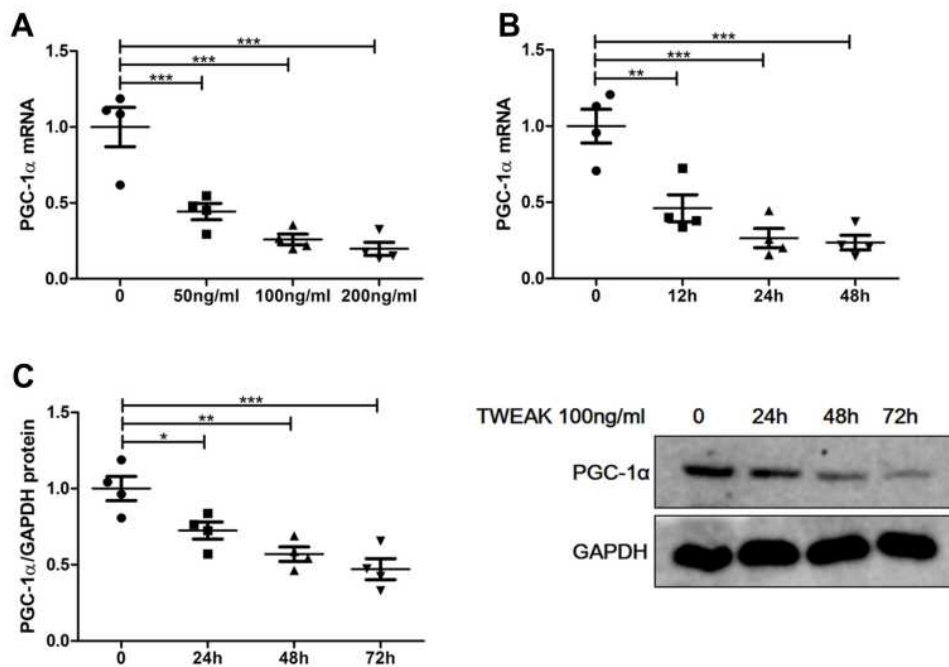 A
PGC-1α mRNA
1.5
1.0
0.5
0.0
***
***
***
0 50ng/ml 100ng/ml 200ng/ml
B
PGC-1α mRNA
1.5
1.0
0.5
0.0
***
***
**
0 12h 24h 48h
C
PGC-1α/GAPDH protein
1.5
1.0
0.5
0.0
***
**
*
0 24h 48h 72h
TWEAK 100ng/ml 0 24h 48h 72h
PGC-1α
GAPDH